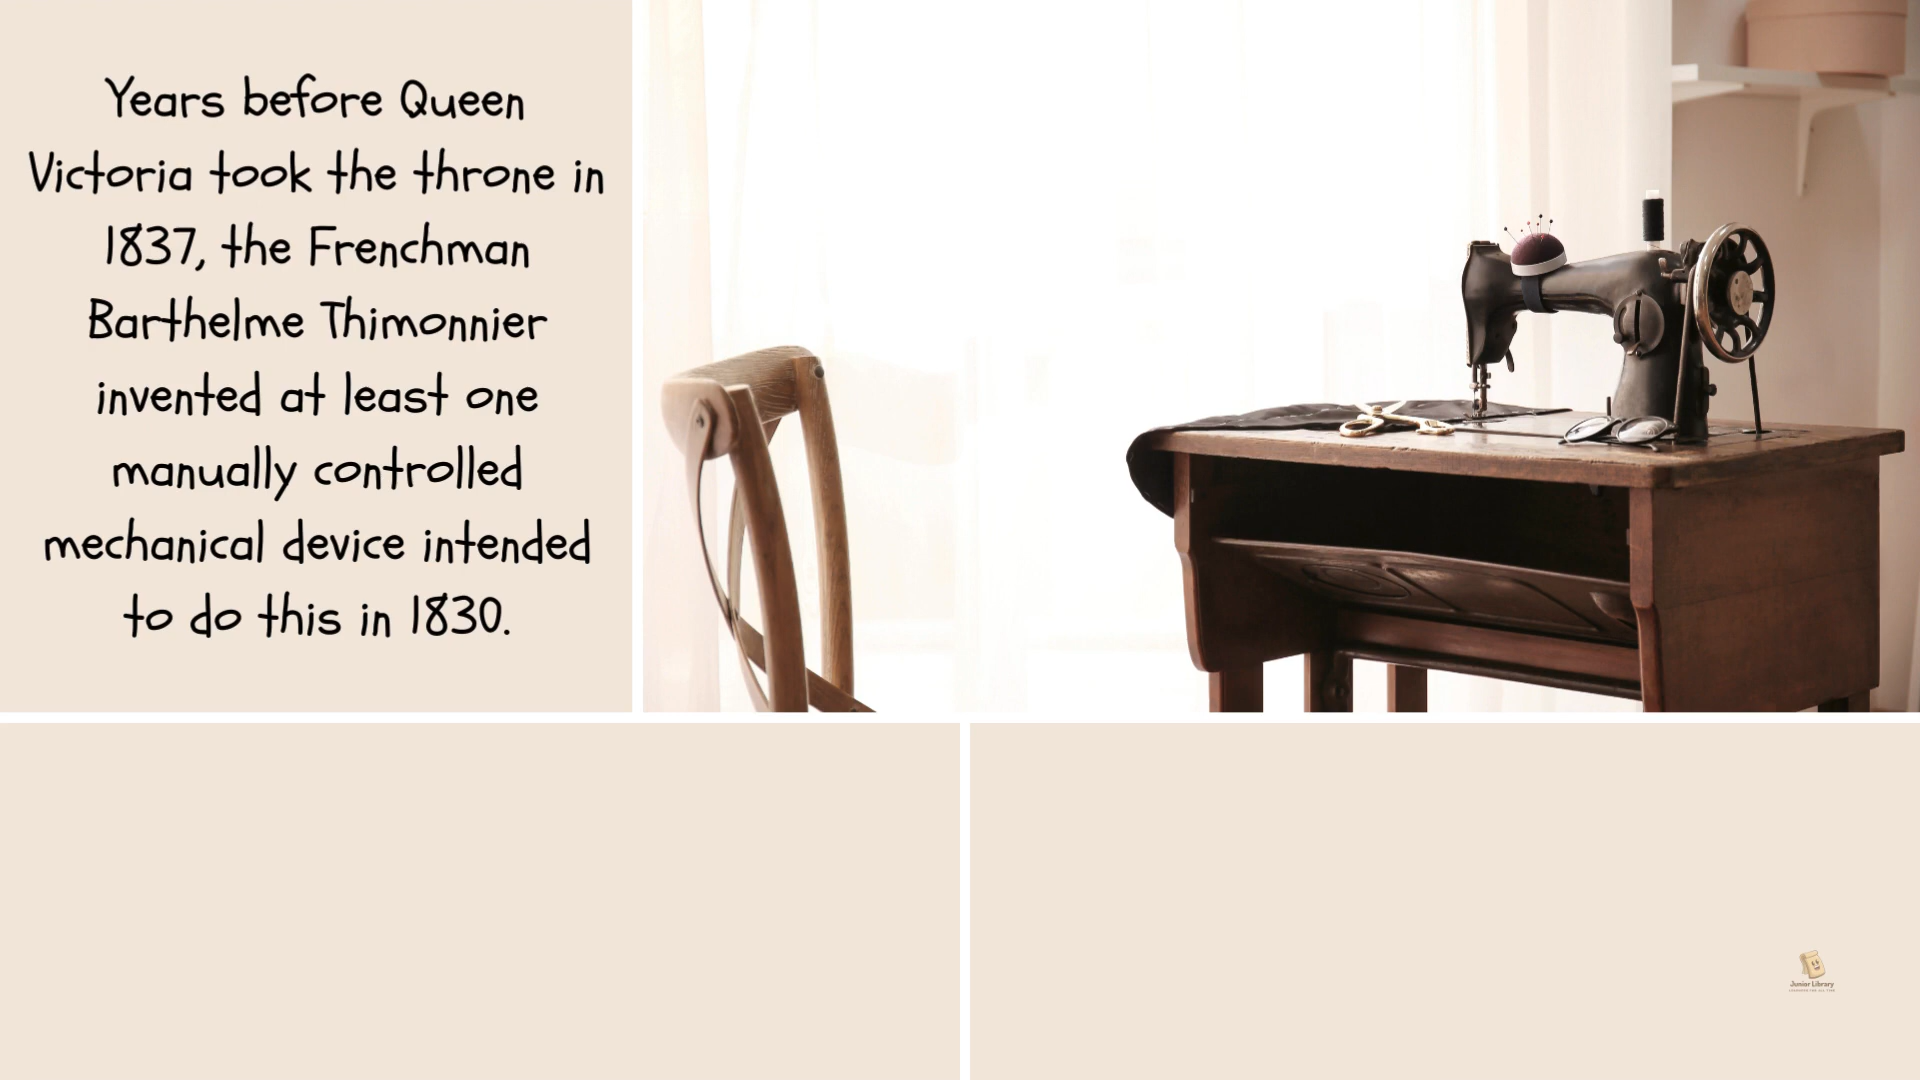 Years before Queen
Victoria took the throne in
1837, the Frenchman
Barthelme Thimonnier
invented at least one
manually controlled
mechanical device intended
to do this in 1830.
Junior Library